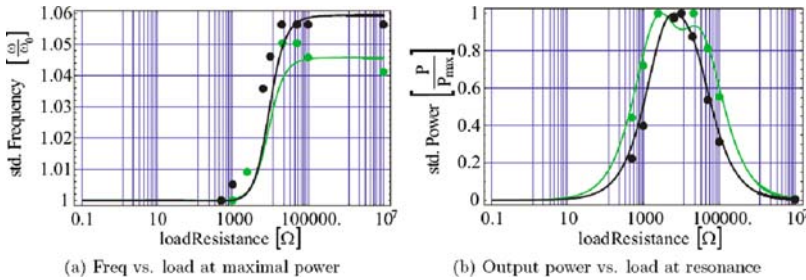 std. Frequency [ω/ω0]
1.06
1.05
1.04
1.03
1.02
1.01
1
0.1 10 1000 100000. 10^7
loadResistance [Ω]
(a) Freq vs. load at maximal power
std. Power [P/Pmax]
1
0.8
0.6
0.4
0.2
0
0.1 10 1000 100000. 10^7
loadResistance [Ω]
(b) Output power vs. load at resonance